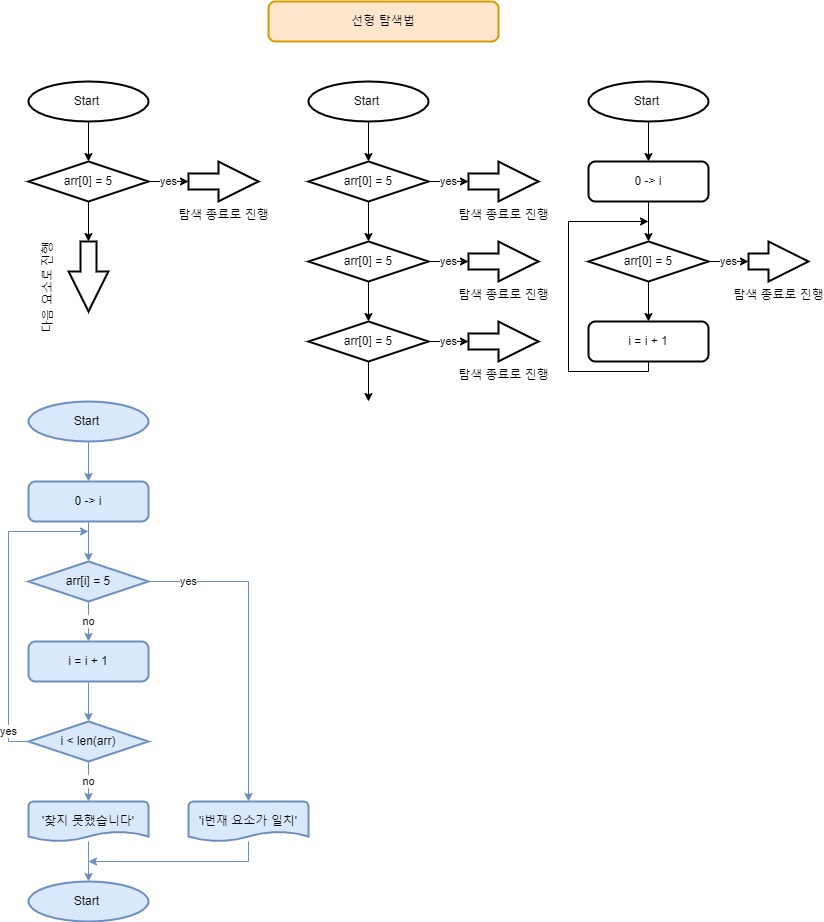 선형 탐색법
Start
arr[0] = 5
yes
탐색 종료로 진행
다음 요소로 진행
Start
arr[0] = 5
yes
탐색 종료로 진행
arr[0] = 5
yes
탐색 종료로 진행
arr[0] = 5
yes
탐색 종료로 진행
Start
0 -> i
arr[0] = 5
yes
탐색 종료로 진행
i = i + 1
Start
0 -> i
arr[i] = 5
yes
no
i = i + 1
i < len(arr)
yes
no
'찾지 못했습니다'
'i번재 요소가 일치'
Start